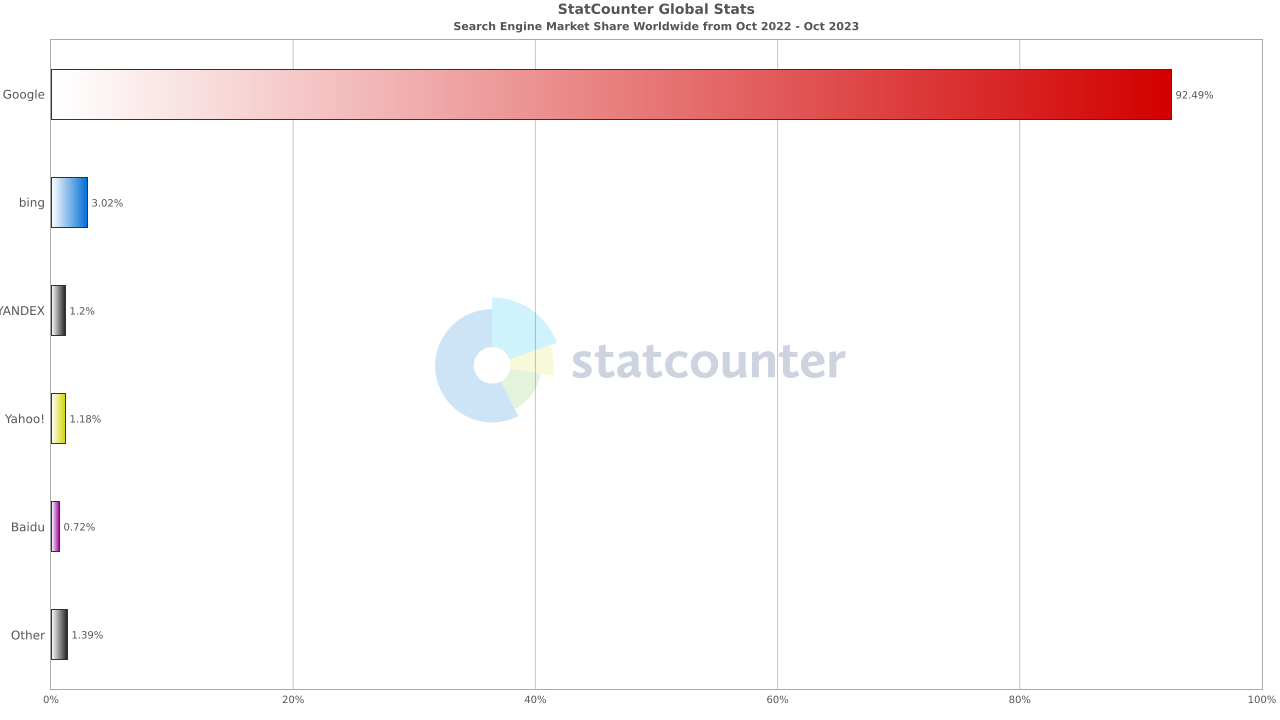 StatCounter Global Stats
Search Engine Market Share Worldwide from Oct 2022 - Oct 2023
Google 92.49%
bing 3.02%
YANDEX 1.2%
statcounter
Yahoo! 1.18%
Baidu 0.72%
Other 1.39%
0% 20% 40% 60% 80% 100%